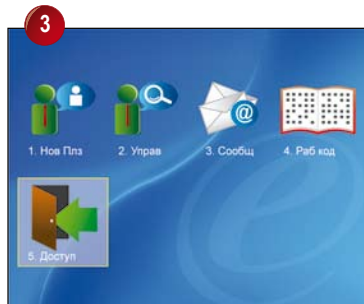 3
1. Нов Плз
2. Управ
3. Сообщ
4. Раб код
@
5. Доступ